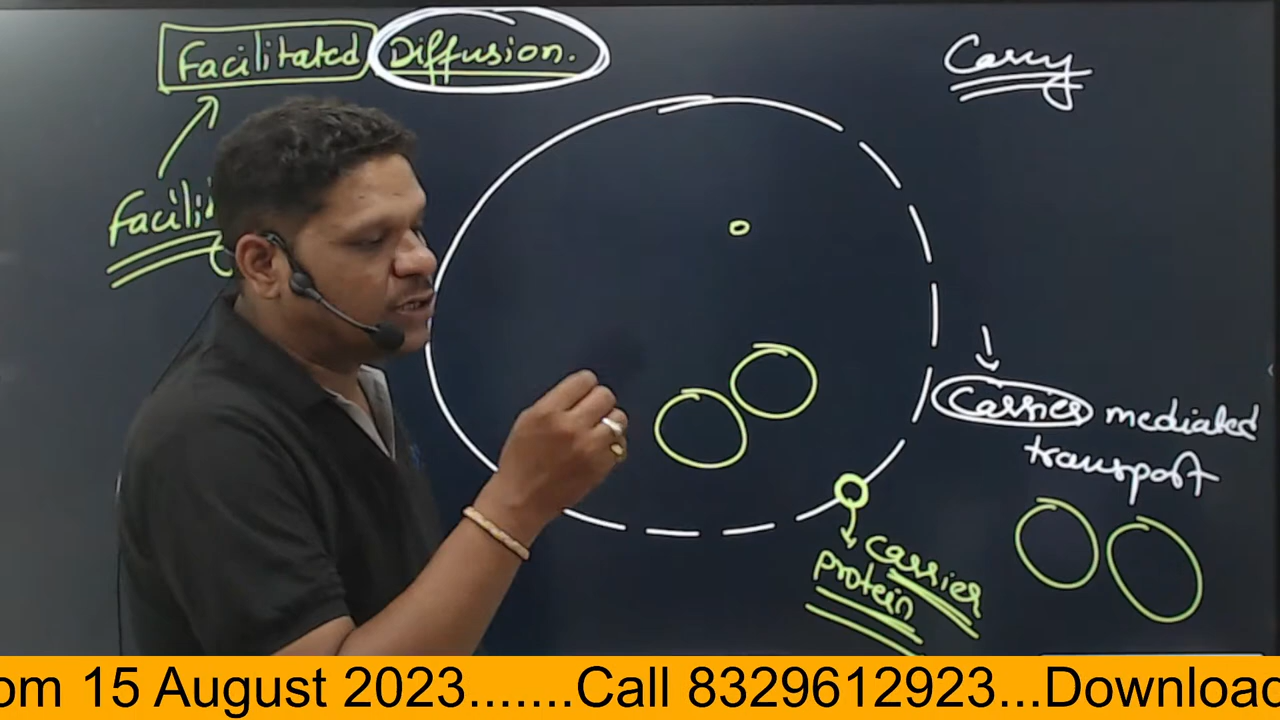 Facilitated Diffusion.
Carry
Facili
Carrier mediated
transport
carrier
protein
om 15 August 2023.......Call 8329612923...Download